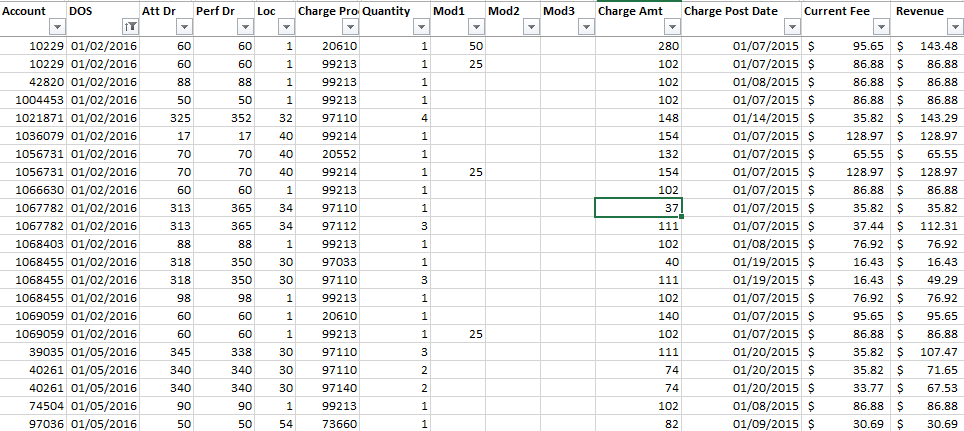 Account DOS Att Dr Perf Dr Loc Charge Pro Quantity Mod1 Mod2 Mod3 Charge Amt Charge Post Date Current Fee Revenue
10229 01/02/2016 60 60 1 20610 1 50 280 01/07/2015 $ 95.65 $ 143.48
10229 01/02/2016 60 60 1 99213 1 25 102 01/07/2015 $ 86.88 $ 86.88
42820 01/02/2016 88 88 1 99213 1 102 01/08/2015 $ 86.88 $ 86.88
1004453 01/02/2016 50 50 1 99213 1 102 01/07/2015 $ 86.88 $ 86.88
1021871 01/02/2016 325 352 32 97110 4 148 01/14/2015 $ 35.82 $ 143.29
1036079 01/02/2016 17 17 40 99214 1 154 01/07/2015 $ 128.97 $ 128.97
1056731 01/02/2016 70 70 40 20552 1 132 01/07/2015 $ 65.55 $ 65.55
1056731 01/02/2016 70 70 40 99214 1 25 154 01/07/2015 $ 128.97 $ 128.97
1066630 01/02/2016 60 60 1 99213 1 102 01/07/2015 $ 86.88 $ 86.88
1067782 01/02/2016 313 365 34 97110 1 37 01/07/2015 $ 35.82 $ 35.82
1067782 01/02/2016 313 365 34 97112 3 111 01/07/2015 $ 37.44 $ 112.31
1068403 01/02/2016 88 88 1 99213 1 102 01/08/2015 $ 76.92 $ 76.92
1068455 01/02/2016 318 350 30 97033 1 40 01/19/2015 $ 16.43 $ 16.43
1068455 01/02/2016 318 350 30 97110 3 111 01/19/2015 $ 16.43 $ 49.29
1068455 01/02/2016 98 98 1 99213 1 102 01/07/2015 $ 76.92 $ 76.92
1069059 01/02/2016 60 60 1 20610 1 140 01/07/2015 $ 95.65 $ 95.65
1069059 01/02/2016 60 60 1 99213 1 25 102 01/07/2015 $ 86.88 $ 86.88
39035 01/05/2016 345 338 30 97110 3 111 01/20/2015 $ 35.82 $ 107.47
40261 01/05/2016 340 340 30 97110 2 74 01/20/2015 $ 35.82 $ 71.65
40261 01/05/2016 340 340 30 97140 2 74 01/20/2015 $ 33.77 $ 67.53
74504 01/05/2016 90 90 1 99213 1 102 01/08/2015 $ 86.88 $ 86.88
97036 01/05/2016 50 50 54 73660 1 82 01/09/2015 $ 30.69 $ 30.69